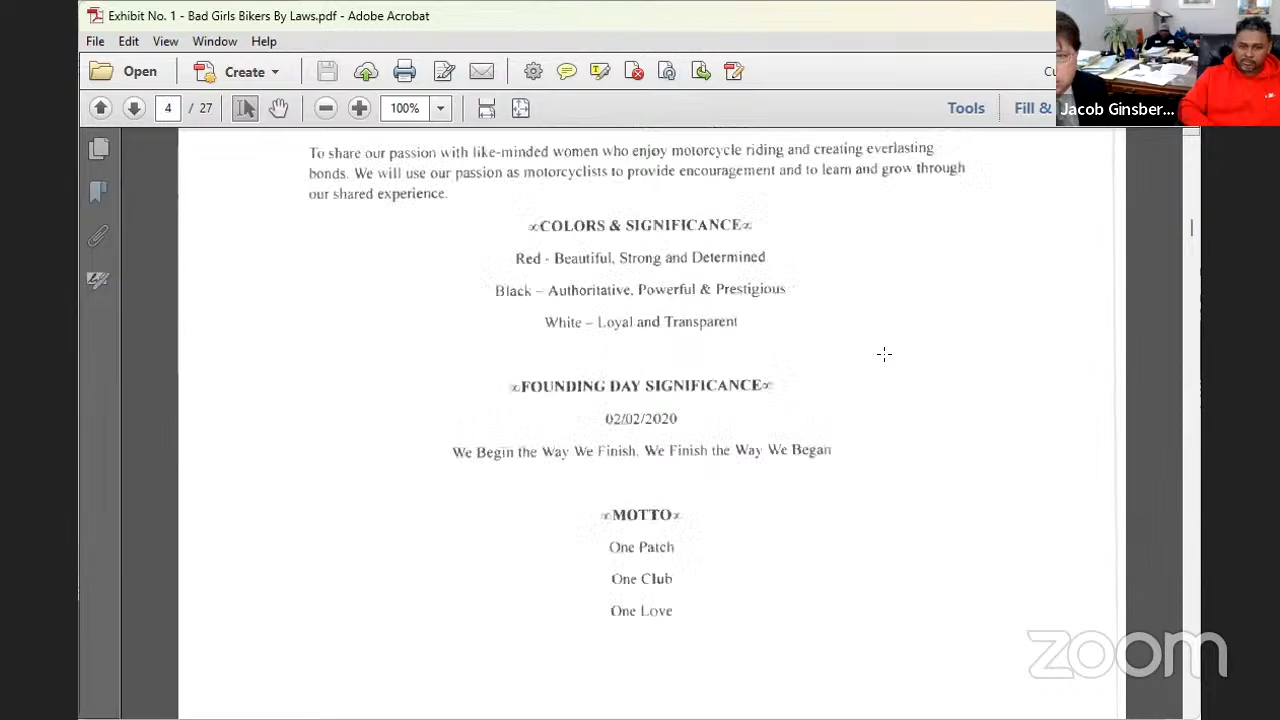 Exhibit No. 1 - Bad Girls Bikers By Laws.pdf - Adobe Acrobat
File Edit View Window Help
Open Create
4 / 27 100% Tools Fill &
Jacob Ginsber...
To share our passion with like-minded women who enjoy motorcycle riding and creating everlasting
bonds. We will use our passion as motorcyclists to provide encouragement and to learn and grow through
our shared experience.
COLORS & SIGNIFICANCE
Red - Beautiful, Strong and Determined
Black – Authoritative, Powerful & Prestigious
White – Loyal and Transparent
FOUNDING DAY SIGNIFICANCE
02/02/2020
We Begin the Way We Finish, We Finish the Way We Began
MOTTO
One Patch
One Club
One Love
zoom